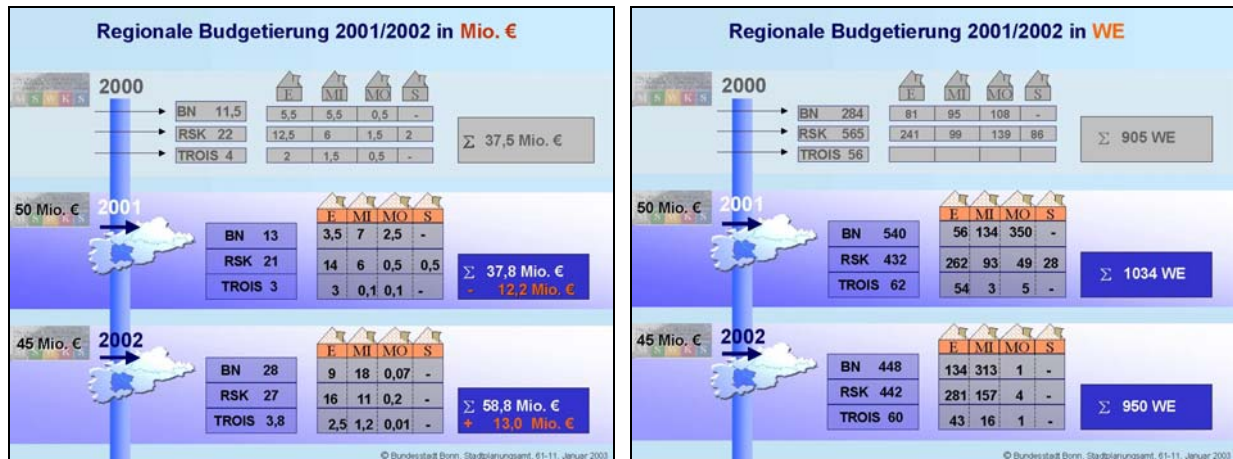 Regionale Budgetierung 2001/2002 in Mio. €
2000
E MI MO S
BN 11,5 5,5 5,5 0,5 -
RSK 22 12,5 6 1,5 2
TROIS 4 2 1,5 0,5 -
Σ 37,5 Mio. €
M S W K S
50 Mio. € 2001
E MI MO S
BN 13 3,5 7 2,5 -
RSK 21 14 6 0,5 0,5
TROIS 3 3 0,1 0,1 -
Σ 37,8 Mio. €
- 12,2 Mio. €
45 Mio. € 2002
E MI MO S
BN 28 9 18 0,07 -
RSK 27 16 11 0,2 -
TROIS 3,8 2,5 1,2 0,01 -
Σ 58,8 Mio. €
+ 13,0 Mio. €
© Bundesstadt Bonn, Stadtplanungsamt, 61-11, Januar 2003
Regionale Budgetierung 2001/2002 in WE
2000
E MI MO S
BN 284 81 95 108 -
RSK 565 241 99 139 86
TROIS 56
Σ 905 WE
M S W K S
50 Mio. € 2001
E MI MO S
BN 540 56 134 350 -
RSK 432 262 93 49 28
TROIS 62 54 3 5 -
Σ 1034 WE
45 Mio. € 2002
E MI MO S
BN 448 134 313 1 -
RSK 442 281 157 4 -
TROIS 60 43 16 1 -
Σ 950 WE
© Bundesstadt Bonn, Stadtplanungsamt, 61-11, Januar 2003